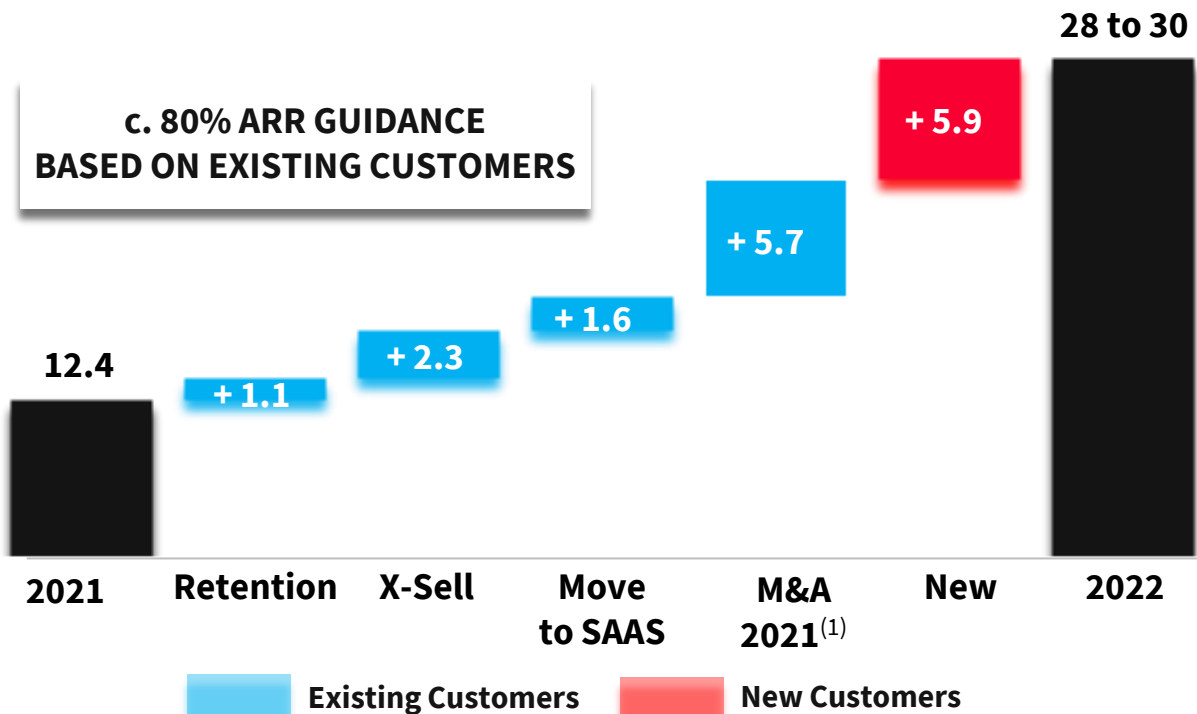 28 to 30
c. 80% ARR GUIDANCE
BASED ON EXISTING CUSTOMERS
+ 5.9
+ 5.7
+ 1.6
+ 2.3
12.4
+ 1.1
2021
Retention
X-Sell
Move
to SAAS
M&A
2021(1)
New
2022
Existing Customers
New Customers